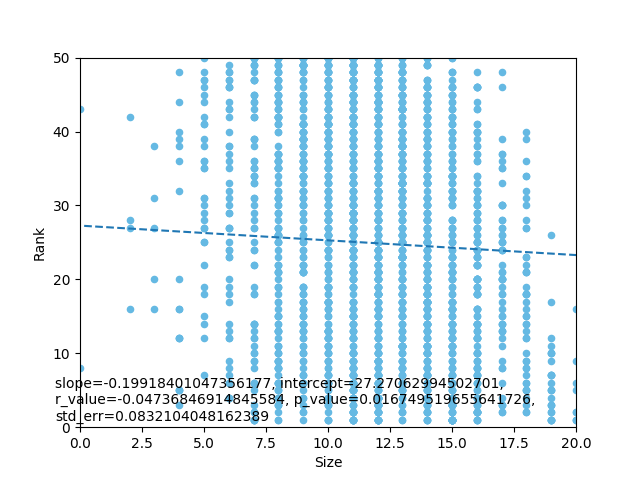 50
40
30
20
10
0
Rank
slope=-0.19918401047356177, intercept=27.27062994502701,
r_value=-0.04736846914845584, p_value=0.016749519655641726,
std_err=0.0832104048162389
0.0 2.5 5.0 7.5 10.0 12.5 15.0 17.5 20.0
Size